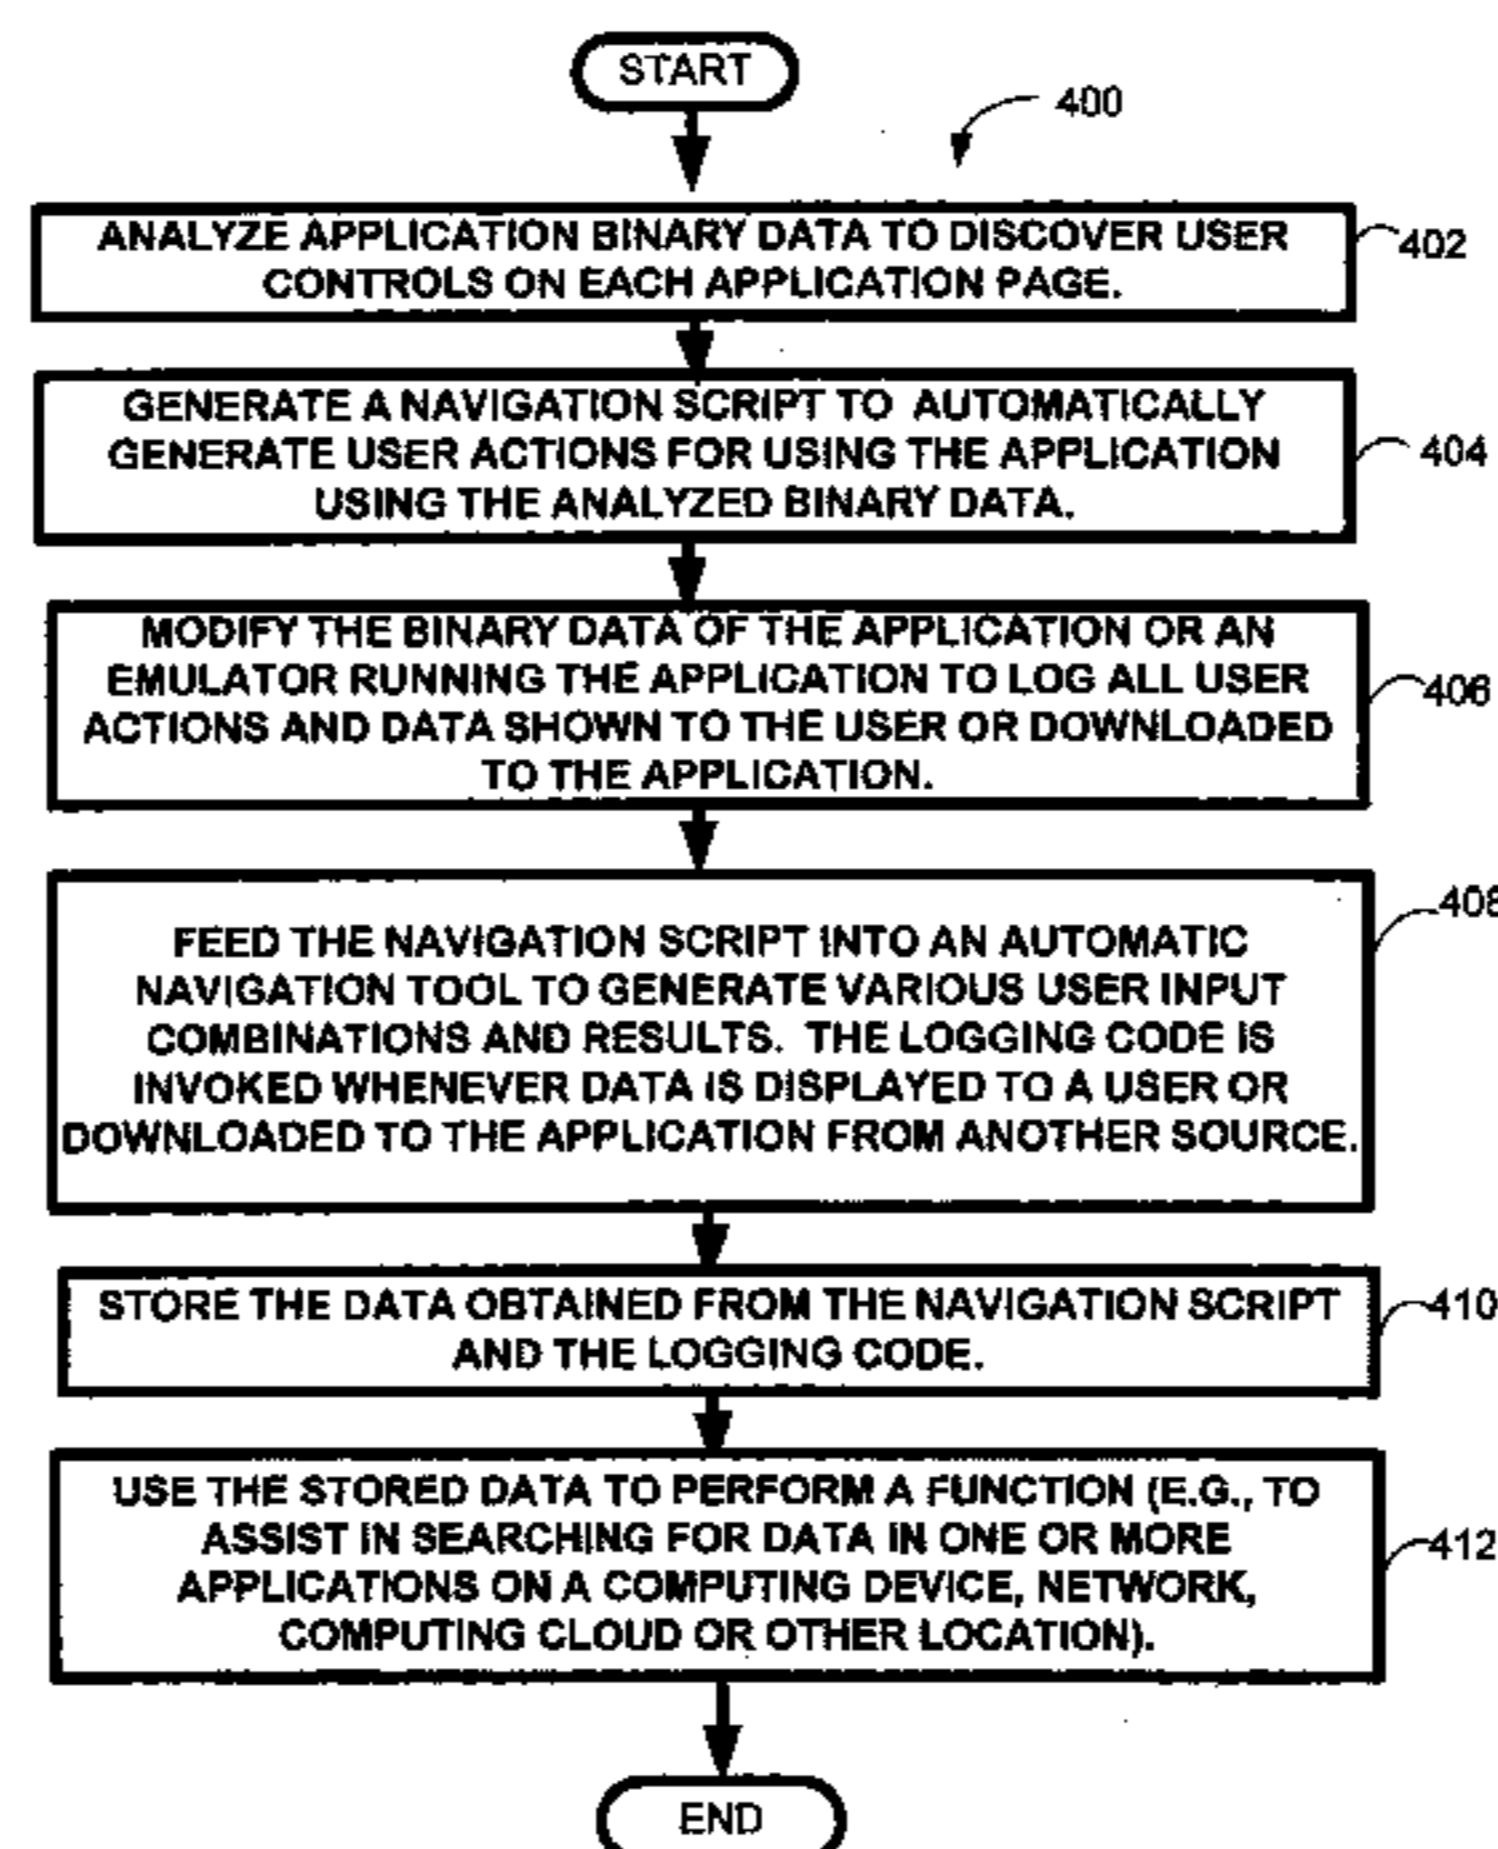 START
400
ANALYZE APPLICATION BINARY DATA TO DISCOVER USER
CONTROLS ON EACH APPLICATION PAGE.
402
GENERATE A NAVIGATION SCRIPT TO AUTOMATICALLY
GENERATE USER ACTIONS FOR USING THE APPLICATION
USING THE ANALYZED BINARY DATA.
404
MODIFY THE BINARY DATA OF THE APPLICATION OR AN
EMULATOR RUNNING THE APPLICATION TO LOG ALL USER
ACTIONS AND DATA SHOWN TO THE USER OR DOWNLOADED
TO THE APPLICATION.
406
FEED THE NAVIGATION SCRIPT INTO AN AUTOMATIC
NAVIGATION TOOL TO GENERATE VARIOUS USER INPUT
COMBINATIONS AND RESULTS. THE LOGGING CODE IS
INVOKED WHENEVER DATA IS DISPLAYED TO A USER OR
DOWNLOADED TO THE APPLICATION FROM ANOTHER SOURCE.
408
STORE THE DATA OBTAINED FROM THE NAVIGATION SCRIPT
AND THE LOGGING CODE.
410
USE THE STORED DATA TO PERFORM A FUNCTION (E.G., TO
ASSIST IN SEARCHING FOR DATA IN ONE OR MORE
APPLICATIONS ON A COMPUTING DEVICE, NETWORK,
COMPUTING CLOUD OR OTHER LOCATION).
412
END